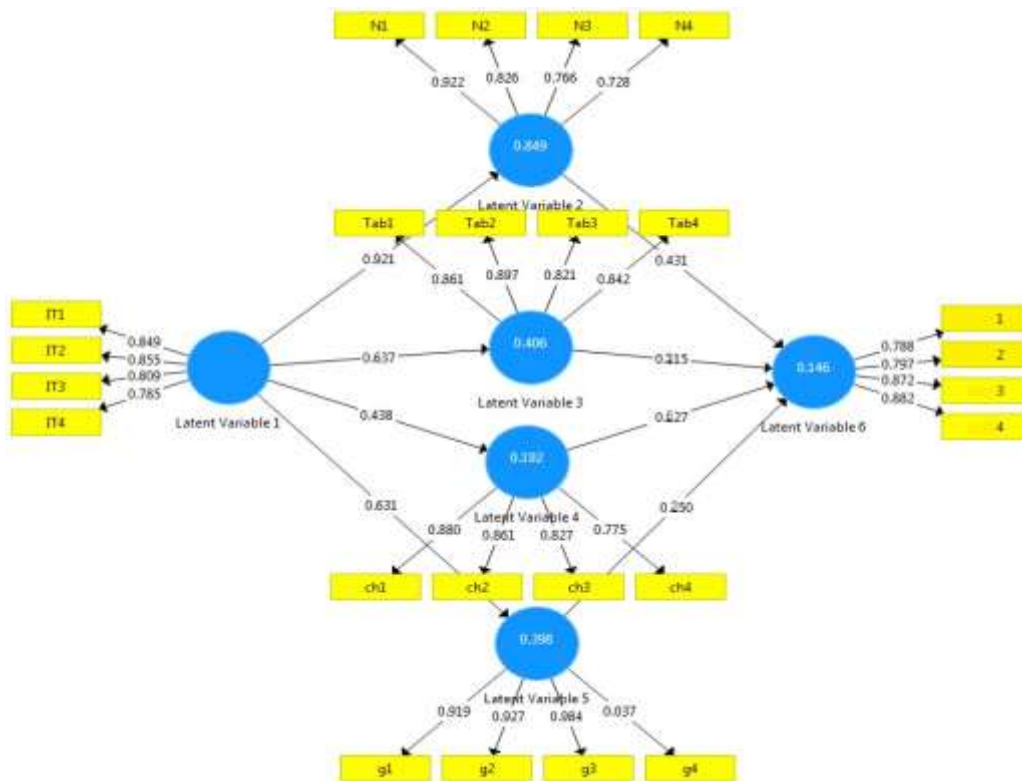 N1 N2 N3 N4
0.922 0.826 0.766 0.728
0.849
Latent Variable 2
Tab1 Tab2 Tab3 Tab4
0.921 0.861 0.897 0.821 0.842 0.431
IT1
IT2
IT3
IT4
0.849
0.855
0.809
0.785
Latent Variable 1
0.637
0.406
Latent Variable 3
0.438
0.146
Latent Variable 6
0.788
0.797
0.872
0.882
1
2
3
4
0.192
Latent Variable 4
0.631
0.250
0.880 0.861 0.827 0.775
ch1 ch2 ch3 ch4
0.398
Latent Variable 5
0.919 0.927 0.984 0.037
g1 g2 g3 g4